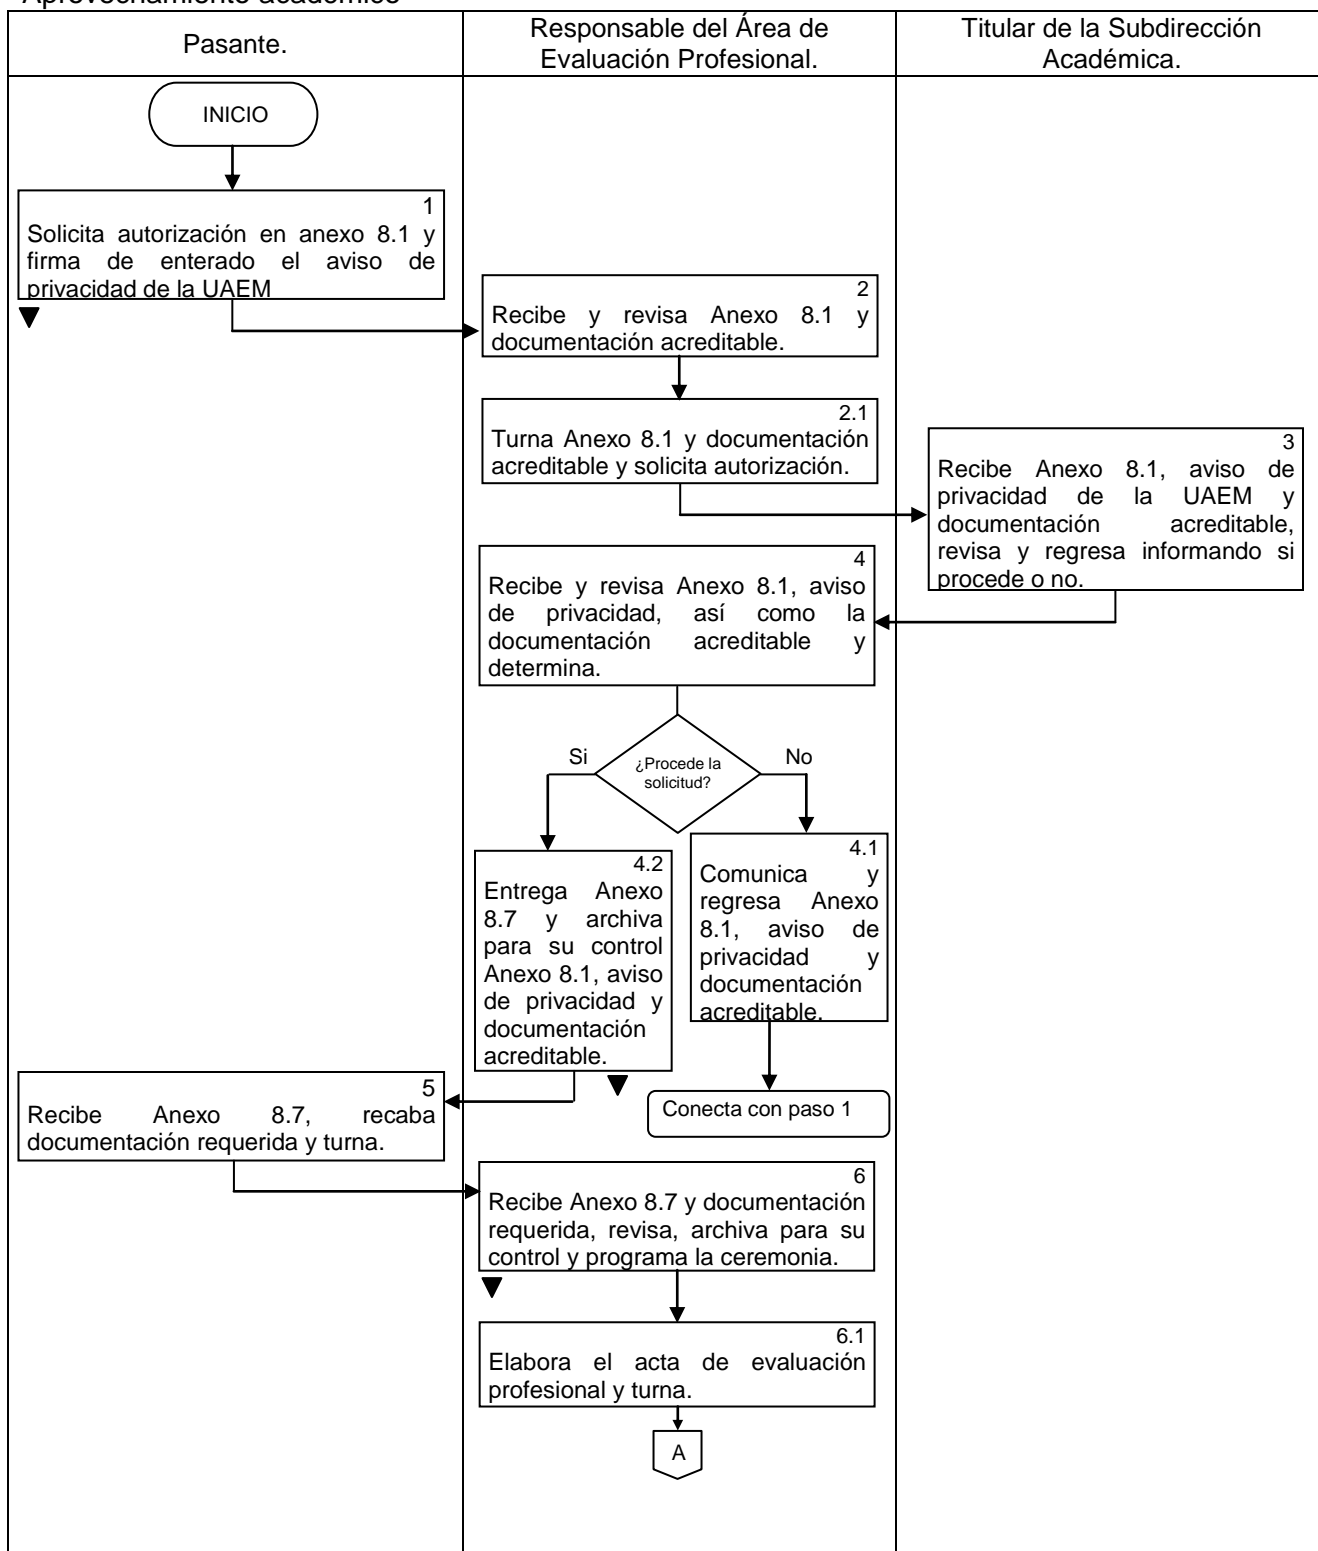 Aprovechamiento académico
Pasante.
Responsable del Área de
Evaluación Profesional.
Titular de la Subdirección
Académica.
INICIO
1
Solicita autorización en anexo 8.1 y
firma de enterado el aviso de
privacidad de la UAEM
2
Recibe y revisa Anexo 8.1 y
documentación acreditable.
2.1
Turna Anexo 8.1 y documentación
acreditable y solicita autorización.
3
Recibe Anexo 8.1, aviso de
privacidad de la UAEM y
documentación acreditable,
revisa y regresa informando si
procede o no.
4
Recibe y revisa Anexo 8.1, aviso
de privacidad, así como la
documentación acreditable y
determina.
Si
¿Procede la
solicitud?
No
4.2
Entrega Anexo
8.7 y archiva
para su control
Anexo 8.1, aviso
de privacidad y
documentación
acreditable.
4.1
Comunica y
regresa Anexo
8.1, aviso de
privacidad y
documentación
acreditable.
Conecta con paso 1
5
Recibe Anexo 8.7, recaba
documentación requerida y turna.
6
Recibe Anexo 8.7 y documentación
requerida, revisa, archiva para su
control y programa la ceremonia.
6.1
Elabora el acta de evaluación
profesional y turna.
A